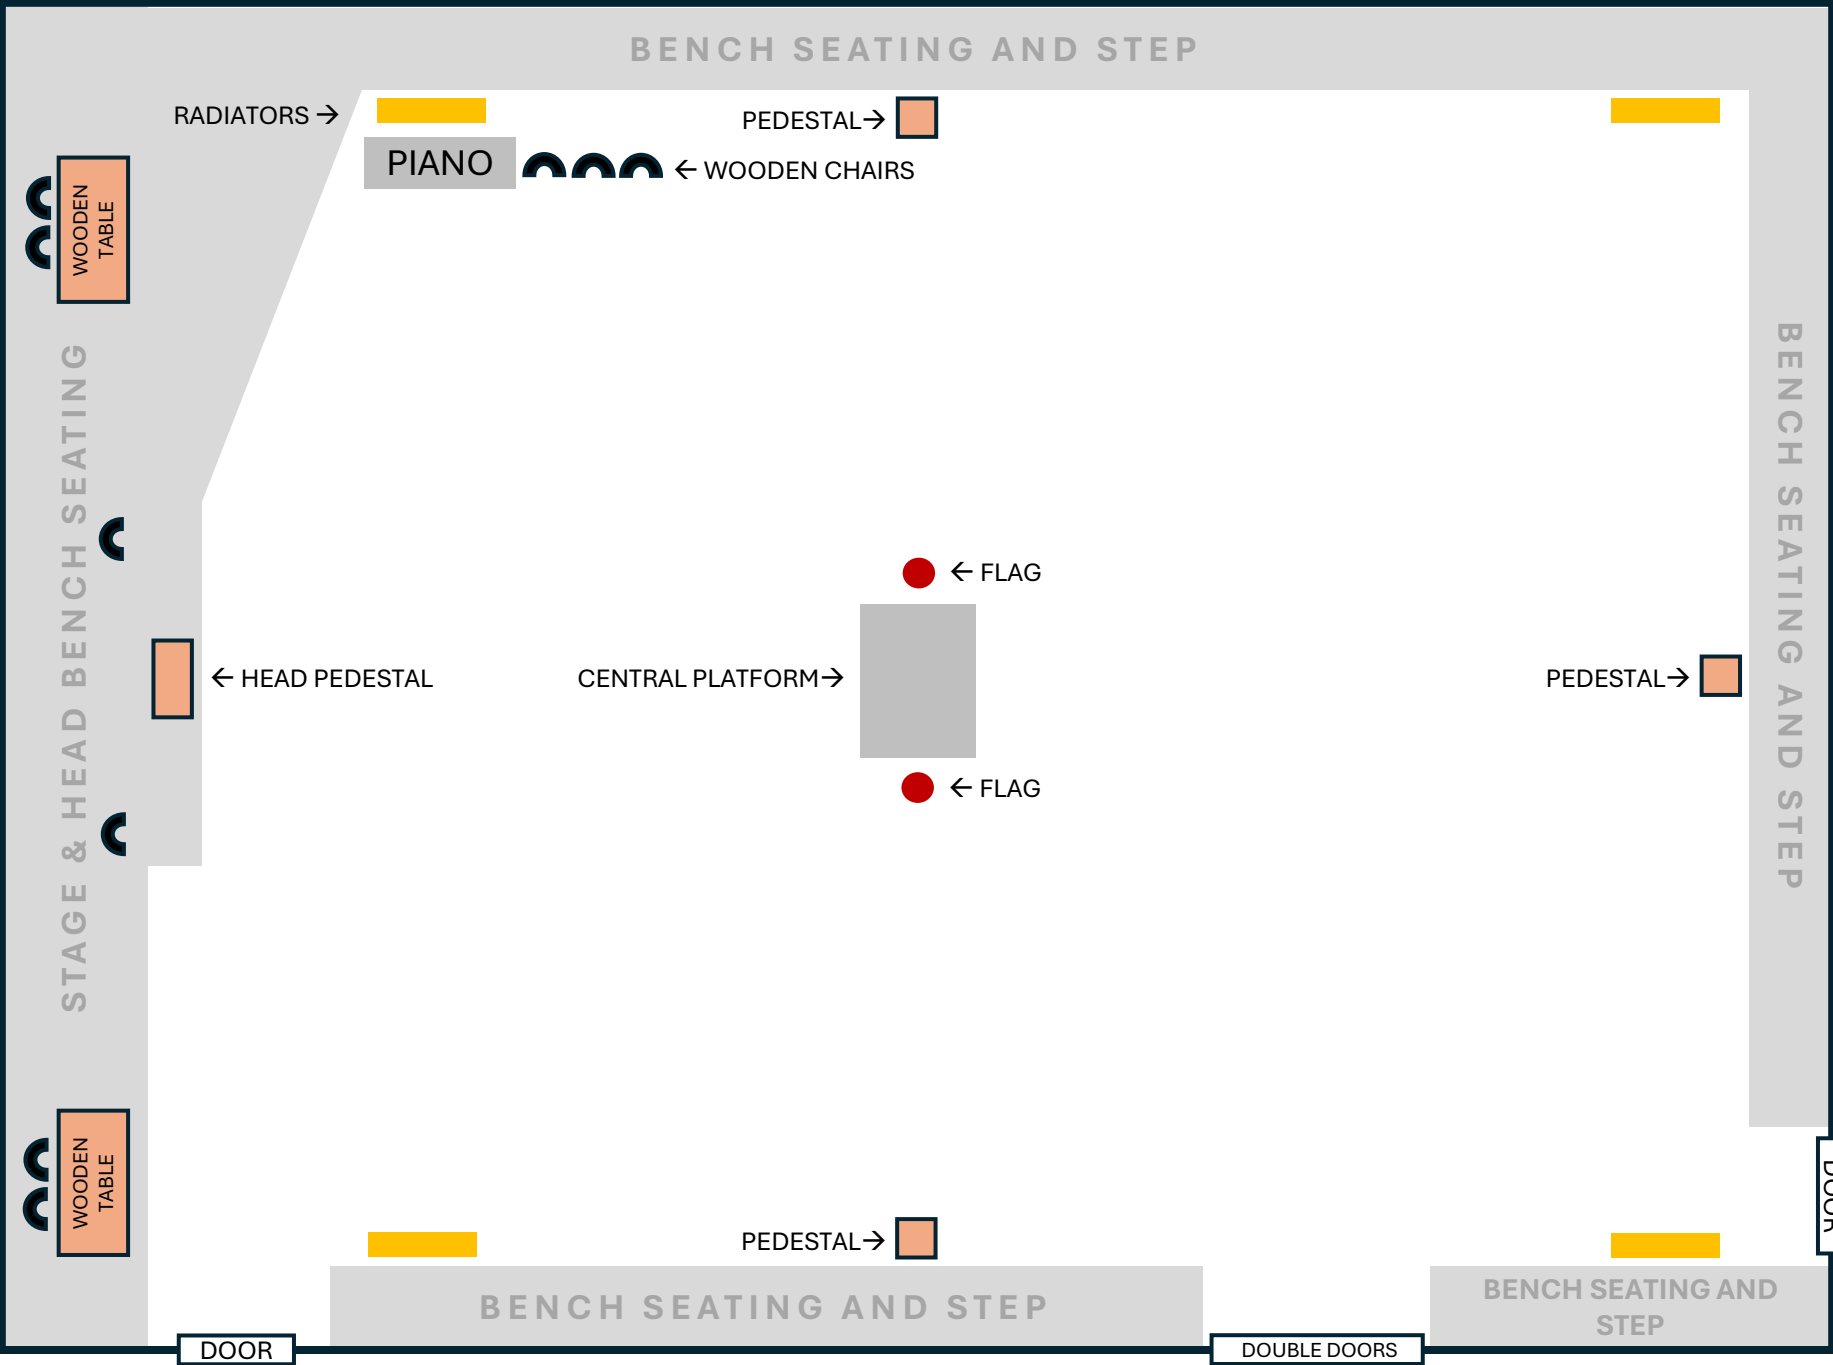 BENCH SEATING AND STEP
RADIATORS →
PEDESTAL→
PIANO
← WOODEN CHAIRS
WOODEN
TABLE
STAGE & HEAD BENCH SEATING
BENCH SEATING AND STEP
← FLAG
← HEAD PEDESTAL
CENTRAL PLATFORM→
PEDESTAL→
← FLAG
WOODEN
TABLE
DOOR
PEDESTAL→
BENCH SEATING AND STEP
BENCH SEATING AND
STEP
DOOR
DOUBLE DOORS